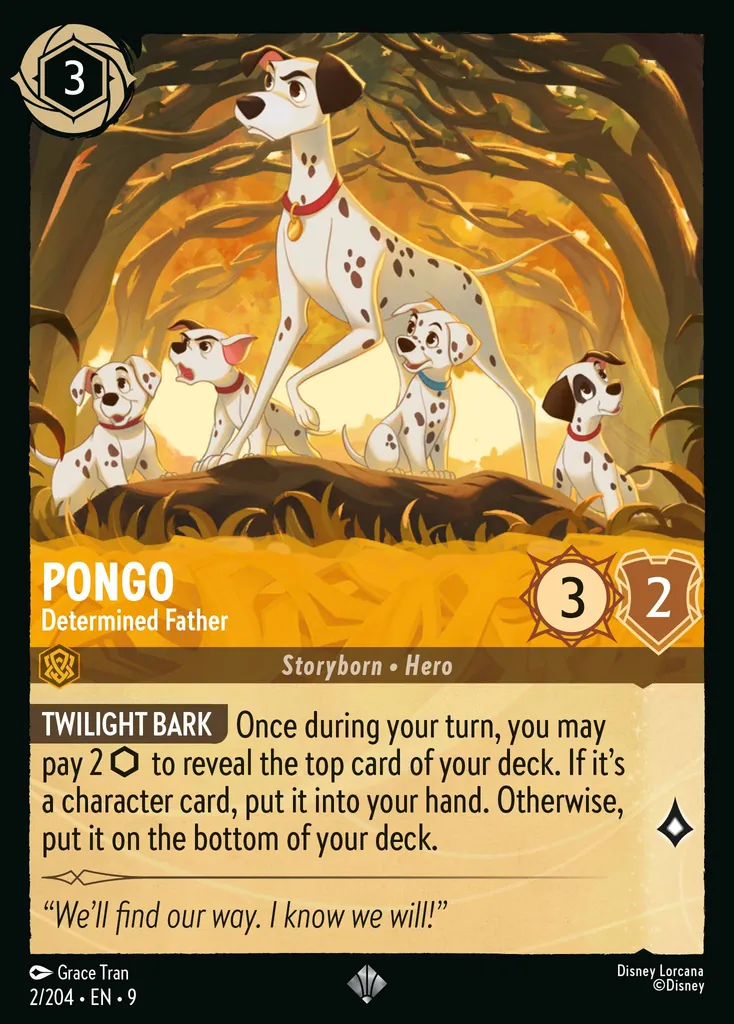 3
PONGO
Determined Father
3
2
Storyborn • Hero
TWILIGHT BARK Once during your turn, you may
pay 2 ⬡ to reveal the top card of your deck. If it’s
a character card, put it into your hand. Otherwise,
put it on the bottom of your deck.
“We’ll find our way. I know we will!”
Grace Tran
2/204 • EN • 9
Disney Lorcana
©Disney